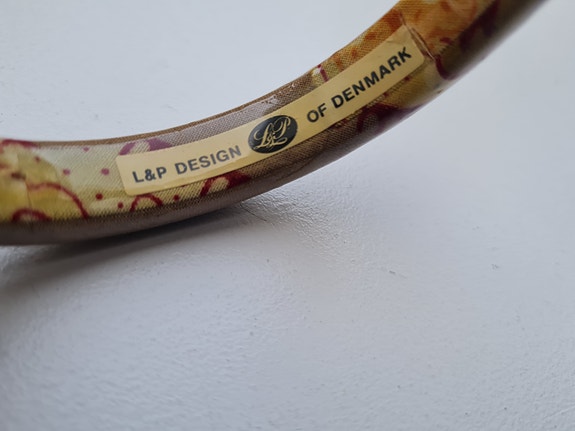 L&P DESIGN L&P OF DENMARK